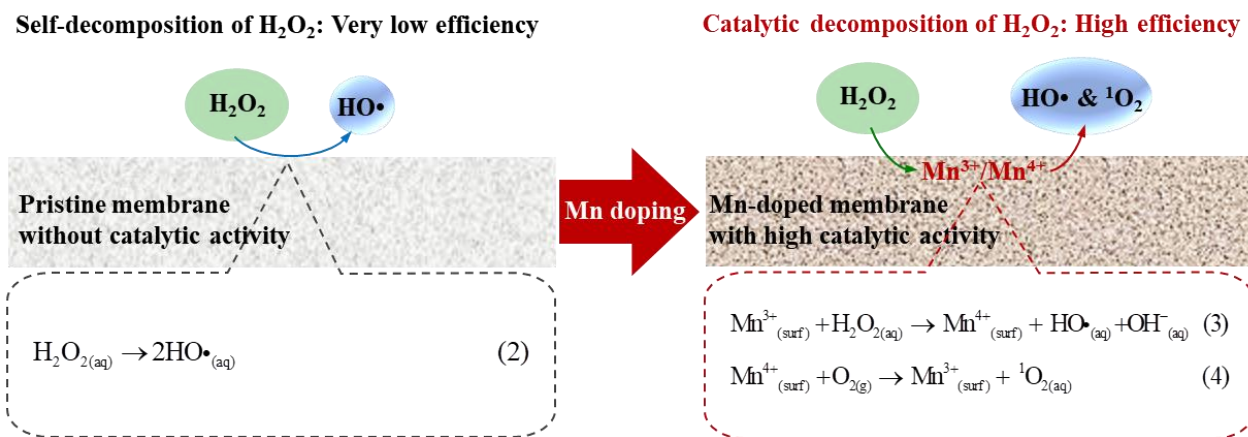 Self-decomposition of H₂O₂: Very low efficiency
H₂O₂
HO•
Pristine membrane
without catalytic activity
H₂O₂₍aq₎ → 2HO•₍aq₎ (2)
Mn doping
Catalytic decomposition of H₂O₂: High efficiency
H₂O₂
HO• & ¹O₂
Mn³⁺/Mn⁴⁺
Mn-doped membrane
with high catalytic activity
Mn³⁺(surf) + H₂O₂(aq) → Mn⁴⁺(surf) + HO•(aq) + OH⁻(aq) (3)
Mn⁴⁺(surf) + O₂(g) → Mn³⁺(surf) + ¹O₂(aq) (4)